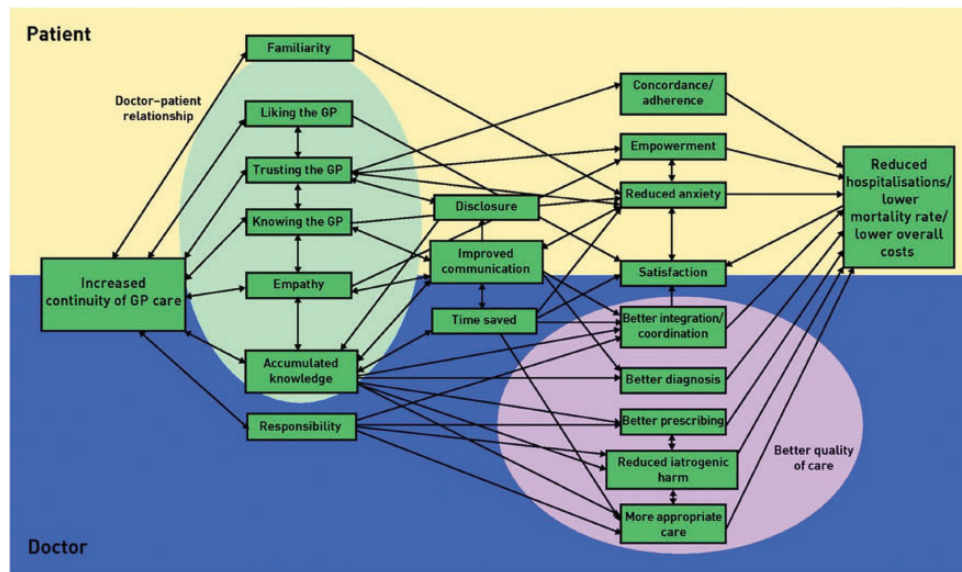 Patient
Familiarity
Doctor–patient
relationship
Liking the GP
Trusting the GP
Knowing the GP
Increased
continuity of GP care
Empathy
Accumulated
knowledge
Responsibility
Disclosure
Improved
communication
Time saved
Concordance/
adherence
Empowerment
Reduced anxiety
Satisfaction
Better integration/
coordination
Better diagnosis
Better prescribing
Reduced iatrogenic
harm
More appropriate
care
Better quality
of care
Reduced
hospitalisations/
lower
mortality rate/
lower overall
costs
Doctor